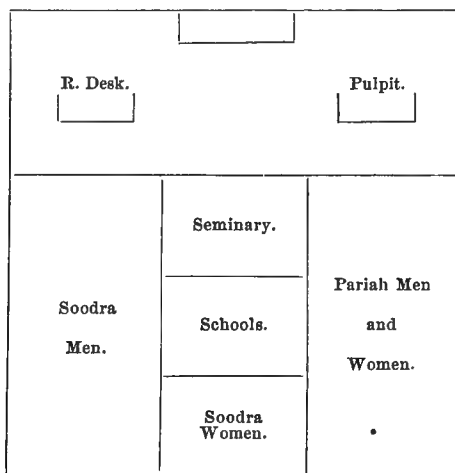 R. Desk.
Pulpit.
Seminary.
Soodra
Men.
Schools.
Pariah Men
and
Women.
Soodra
Women.